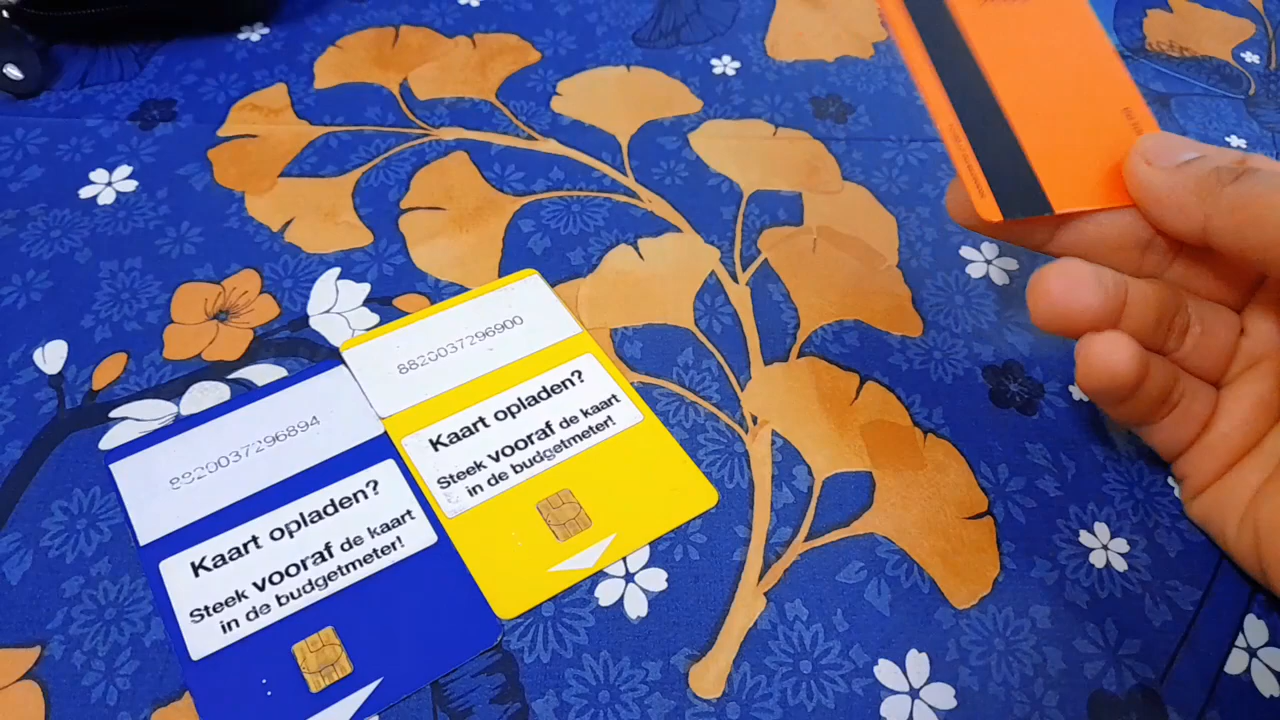 8820037296894
Kaart opladen?
Steek vooraf de kaart
in de budgetmeter!
8820037296900
Kaart opladen?
Steek vooraf de kaart
in de budgetmeter!